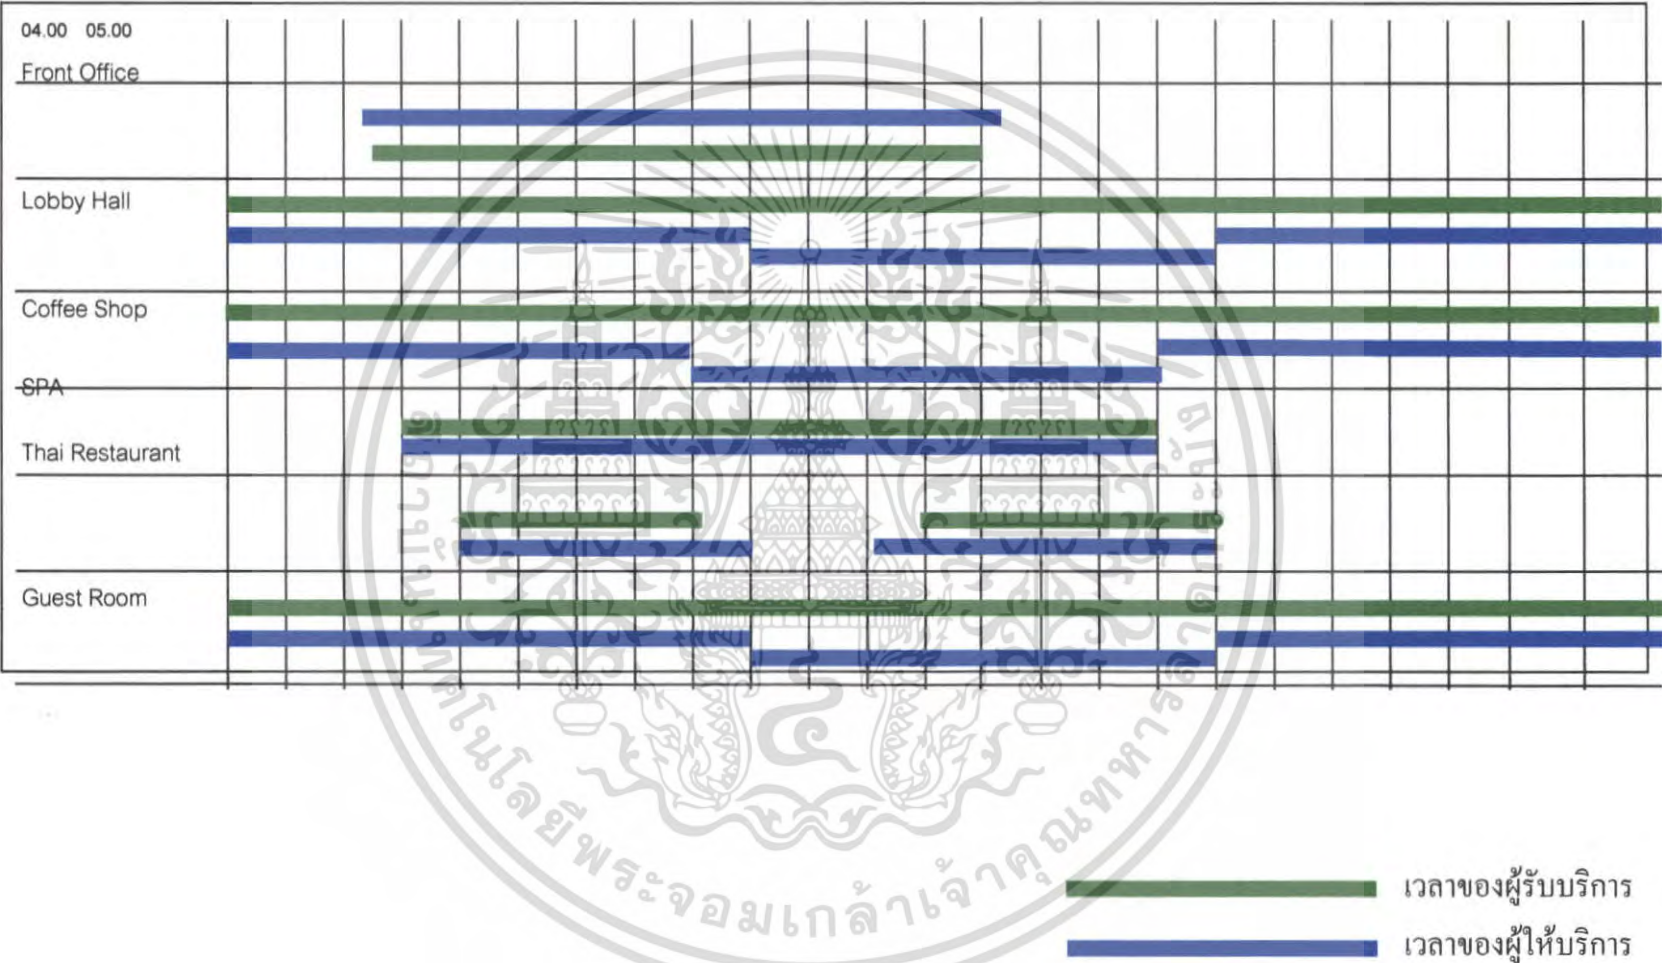 04.00 05.00
Front Office
Lobby Hall
Coffee Shop
SPA
Thai Restaurant
Guest Room
เวลาของผู้รับบริการ
เวลาของผู้ให้บริการ